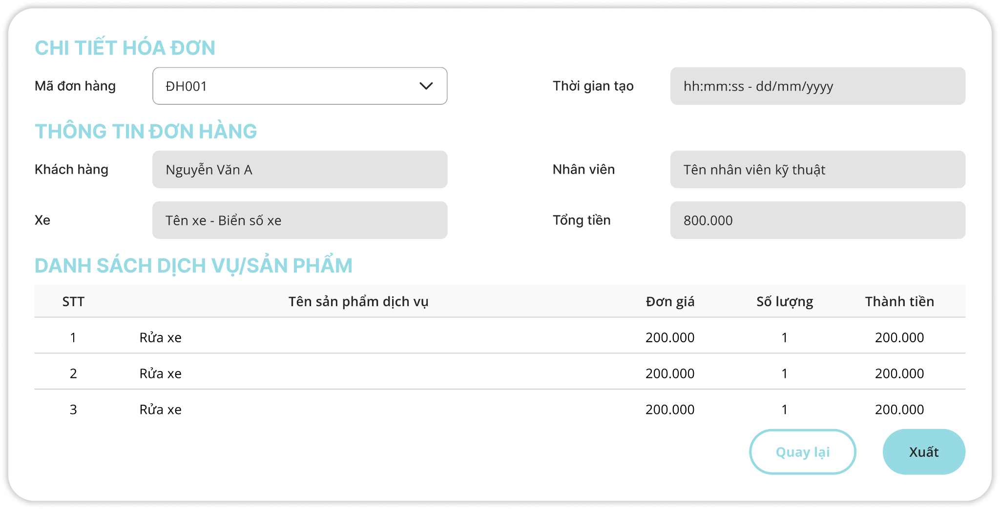 CHI TIẾT HÓA ĐƠN
Mã đơn hàng ĐH001 Thời gian tạo hh:mm:ss - dd/mm/yyyy
THÔNG TIN ĐƠN HÀNG
Khách hàng Nguyễn Văn A Nhân viên Tên nhân viên kỹ thuật
Xe Tên xe - Biển số xe Tổng tiền 800.000
DANH SÁCH DỊCH VỤ/SẢN PHẨM
STT Tên sản phẩm dịch vụ Đơn giá Số lượng Thành tiền
1 Rửa xe 200.000 1 200.000
2 Rửa xe 200.000 1 200.000
3 Rửa xe 200.000 1 200.000
Quay lại Xuất